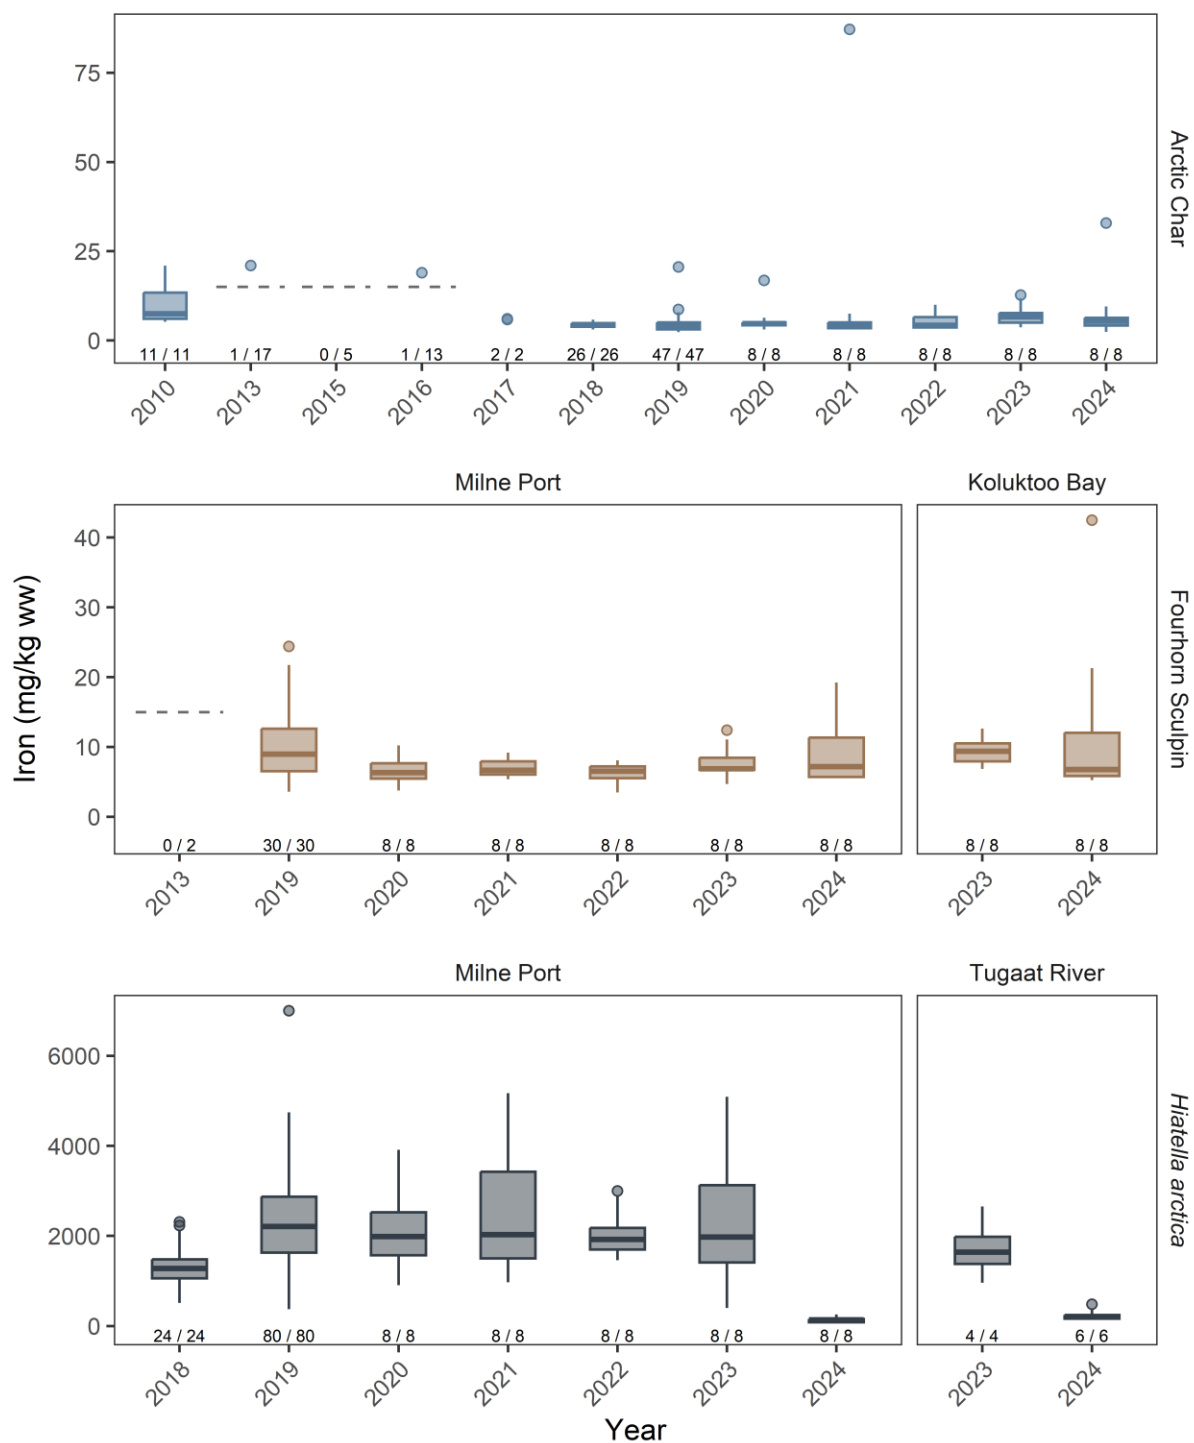 75
50
25
0
11 / 11 1 / 17 0 / 5 1 / 13 2 / 2 26 / 26 47 / 47 8 / 8 8 / 8 8 / 8 8 / 8 8 / 8
2010 2013 2015 2016 2017 2018 2019 2020 2021 2022 2023 2024
Arctic Char
Milne Port Koluktoo Bay
Iron (mg/kg ww)
40
30
20
10
0
0 / 2 30 / 30 8 / 8 8 / 8 8 / 8 8 / 8 8 / 8 8 / 8 8 / 8
2013 2019 2020 2021 2022 2023 2024 2023 2024
Fourhorn Sculpin
Milne Port Tugaat River
6000
4000
2000
0
24 / 24 80 / 80 8 / 8 8 / 8 8 / 8 8 / 8 8 / 8 4 / 4 6 / 6
2018 2019 2020 2021 2022 2023 2024 2023 2024
Hiatella arctica
Year